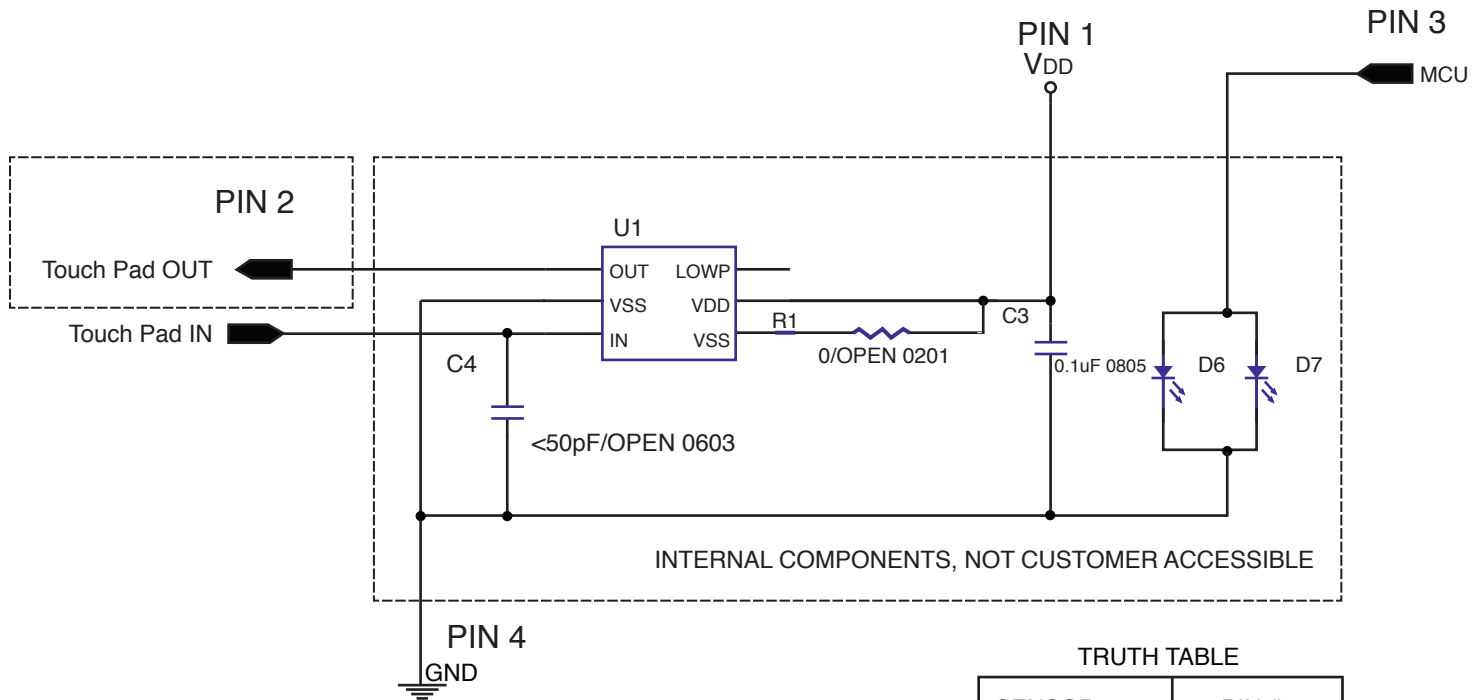 PIN 3
PIN 1
VDD
MCU
PIN 2
U1
Touch Pad OUT
OUT LOWP
VSS VDD
Touch Pad IN
IN VSS
R1
C3
0/OPEN 0201
C4
0.1uF 0805
D6
D7
<50pF/OPEN 0603
INTERNAL COMPONENTS, NOT CUSTOMER ACCESSIBLE
PIN 4
GND
TRUTH TABLE